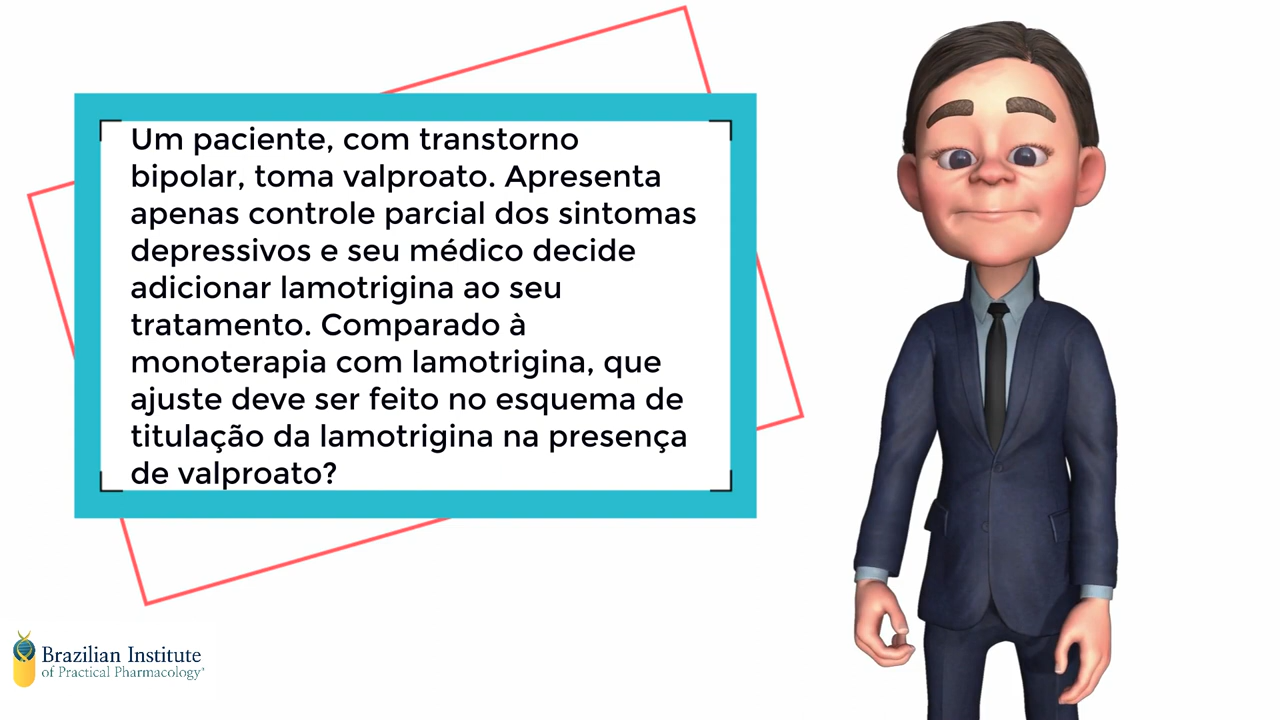 Um paciente, com transtorno
bipolar, toma valproato. Apresenta
apenas controle parcial dos sintomas
depressivos e seu médico decide
adicionar lamotrigina ao seu
tratamento. Comparado à
monoterapia com lamotrigina, que
ajuste deve ser feito no esquema de
titulação da lamotrigina na presença
de valproato?
Brazilian Institute
of Practical Pharmacology